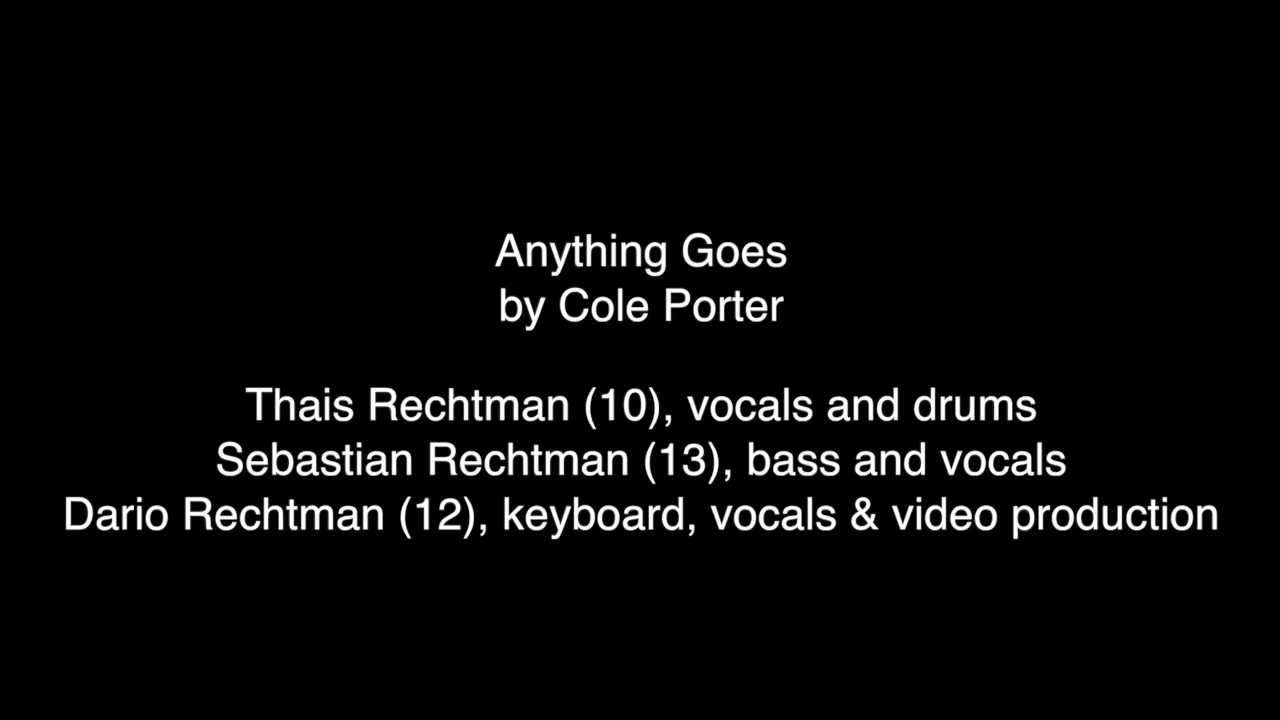 Anything Goes
by Cole Porter
Thais Rechtman (10), vocals and drums
Sebastian Rechtman (13), bass and vocals
Dario Rechtman (12), keyboard, vocals & video production